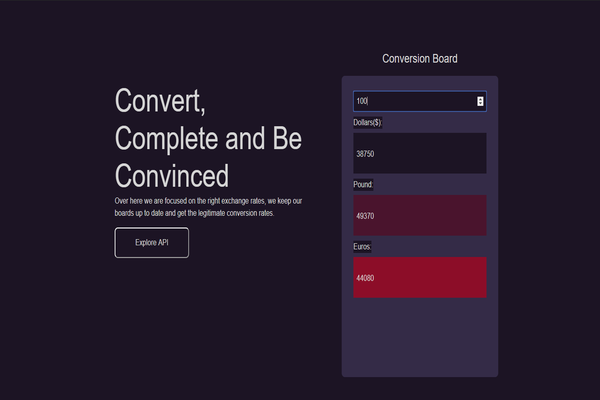 Conversion Board
Convert,
Complete and Be
Convinced
Over here we are focused on the right exchange rates, we keep our
boards up to date and get the legitimate conversion rates.
Explore API
100
Dollars($):
38750
Pound:
49370
Euros:
44080